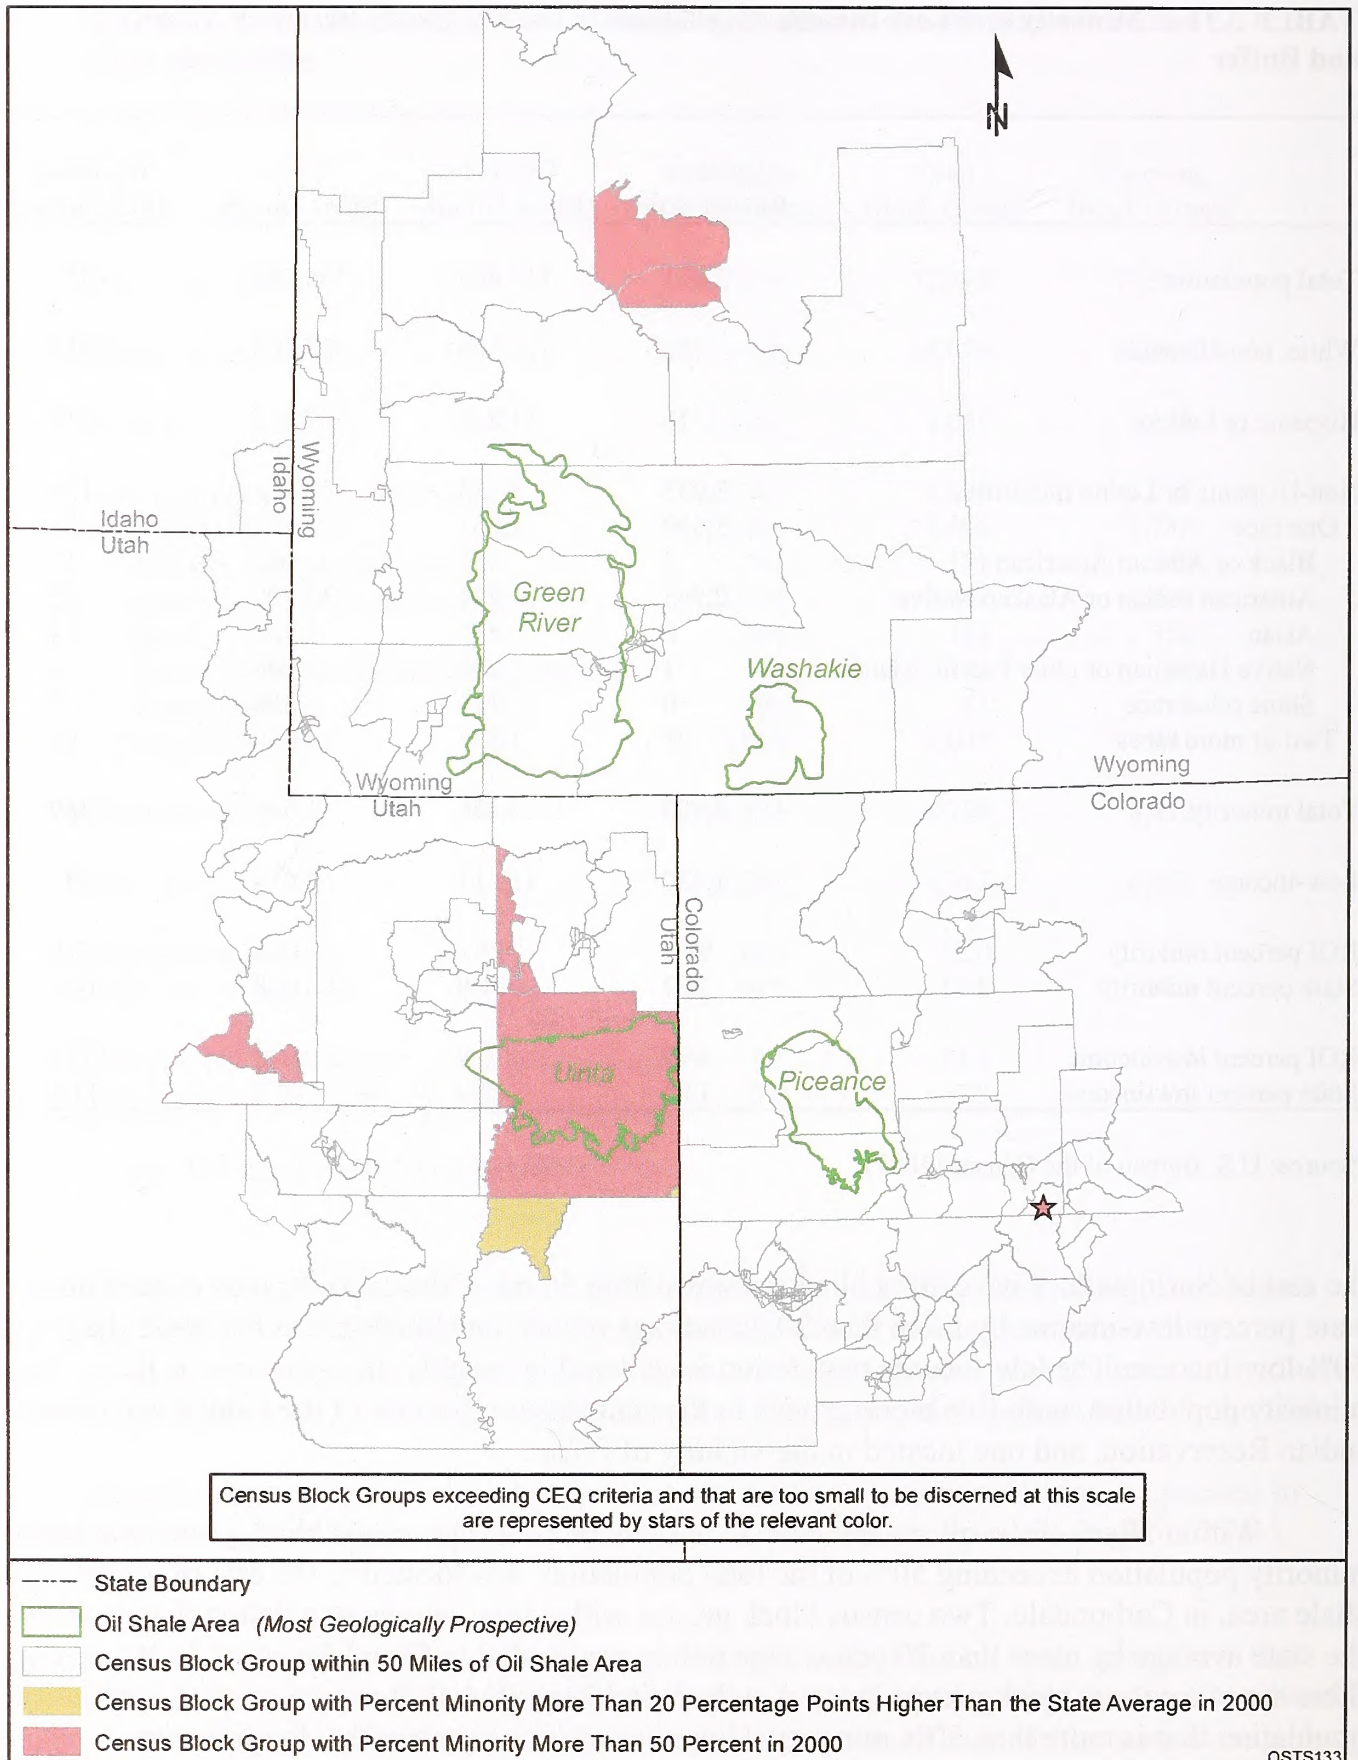 N
Wyoming
Idaho
Idaho
Utah
Green
River
Washakie
Wyoming
Utah
Wyoming
Colorado
Colorado
Utah
Uinta
Piceance
Census Block Groups exceeding CEQ criteria and that are too small to be discerned at this scale
are represented by stars of the relevant color.
State Boundary
Oil Shale Area (Most Geologically Prospective)
Census Block Group within 50 Miles of Oil Shale Area
Census Block Group with Percent Minority More Than 20 Percentage Points Higher Than the State Average in 2000
Census Block Group with Percent Minority More Than 50 Percent in 2000